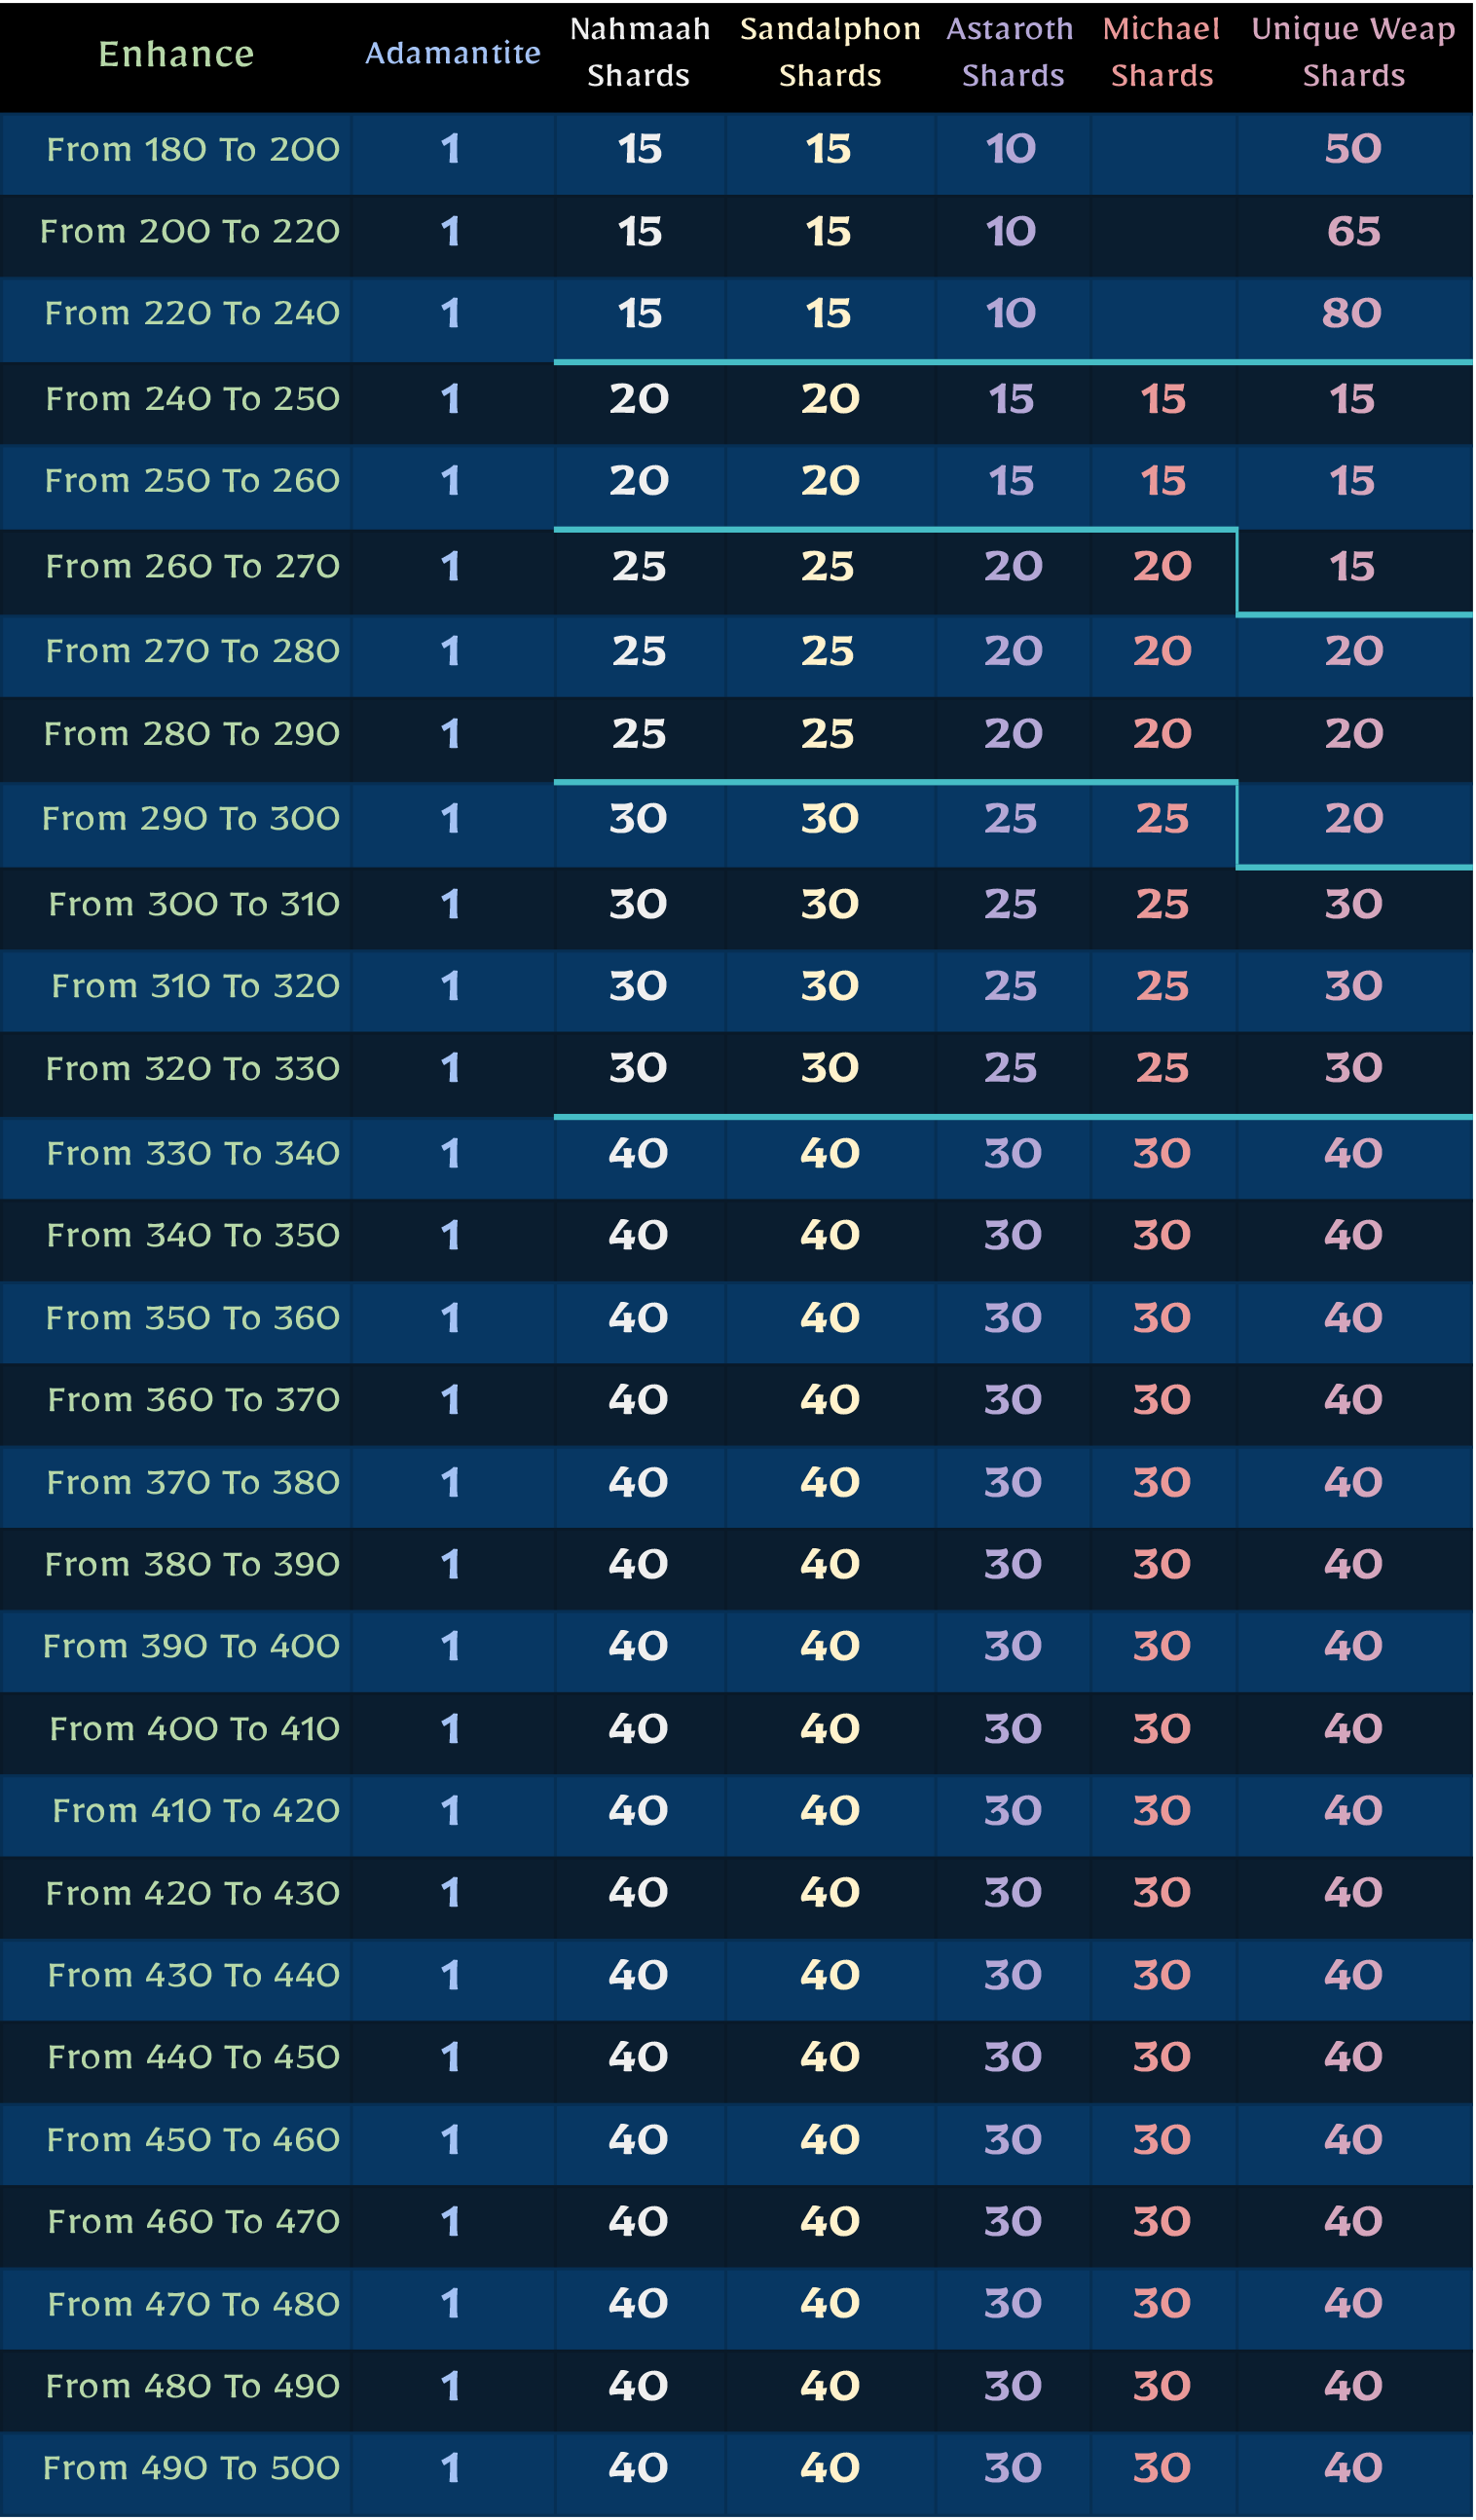 Enhance Adamantite Nahmaah Shards Sandalphon Shards Astaroth Shards Michael Shards Unique Weap Shards
From 180 To 200 1 15 15 10 50
From 200 To 220 1 15 15 10 65
From 220 To 240 1 15 15 10 80
From 240 To 250 1 20 20 15 15 15
From 250 To 260 1 20 20 15 15 15
From 260 To 270 1 25 25 20 20 15
From 270 To 280 1 25 25 20 20 20
From 280 To 290 1 25 25 20 20 20
From 290 To 300 1 30 30 25 25 20
From 300 To 310 1 30 30 25 25 30
From 310 To 320 1 30 30 25 25 30
From 320 To 330 1 30 30 25 25 30
From 330 To 340 1 40 40 30 30 40
From 340 To 350 1 40 40 30 30 40
From 350 To 360 1 40 40 30 30 40
From 360 To 370 1 40 40 30 30 40
From 370 To 380 1 40 40 30 30 40
From 380 To 390 1 40 40 30 30 40
From 390 To 400 1 40 40 30 30 40
From 400 To 410 1 40 40 30 30 40
From 410 To 420 1 40 40 30 30 40
From 420 To 430 1 40 40 30 30 40
From 430 To 440 1 40 40 30 30 40
From 440 To 450 1 40 40 30 30 40
From 450 To 460 1 40 40 30 30 40
From 460 To 470 1 40 40 30 30 40
From 470 To 480 1 40 40 30 30 40
From 480 To 490 1 40 40 30 30 40
From 490 To 500 1 40 40 30 30 40